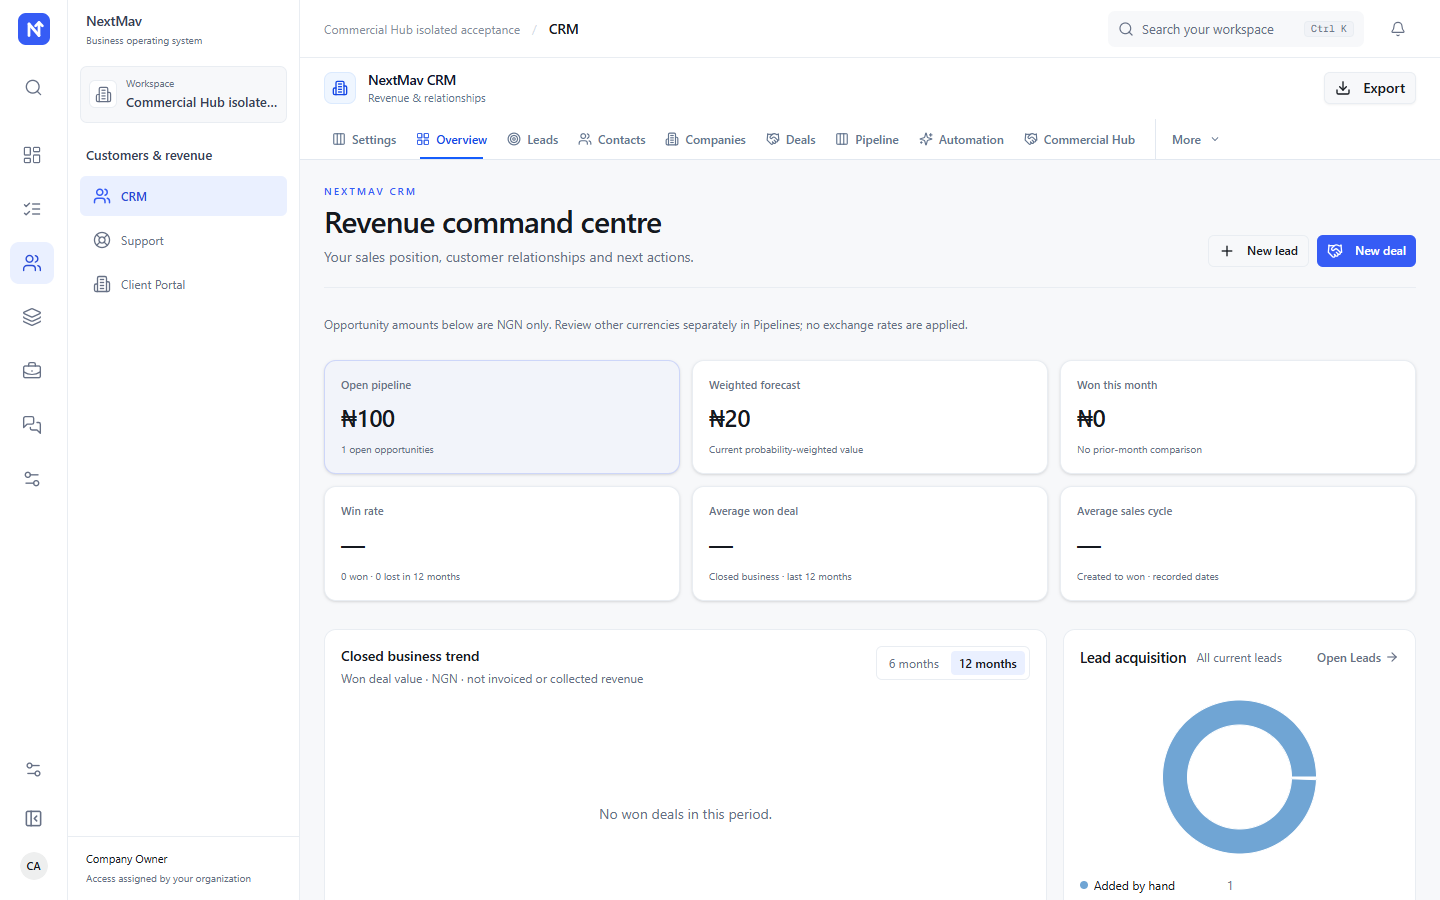 NextMav
Business operating system
Workspace
Commercial Hub isolate...
Customers & revenue
CRM
Support
Client Portal
Company Owner
Access assigned by your organization
CA
Commercial Hub isolated acceptance / CRM
Search your workspace Ctrl K
NextMav CRM
Revenue & relationships
Export
Settings Overview Leads Contacts Companies Deals Pipeline Automation Commercial Hub More
NEXTMAV CRM
Revenue command centre
Your sales position, customer relationships and next actions.
New lead New deal
Opportunity amounts below are NGN only. Review other currencies separately in Pipelines; no exchange rates are applied.
Open pipeline
₦100
1 open opportunities
Weighted forecast
₦20
Current probability-weighted value
Won this month
₦0
No prior-month comparison
Win rate
—
0 won · 0 lost in 12 months
Average won deal
—
Closed business · last 12 months
Average sales cycle
—
Created to won · recorded dates
Closed business trend
Won deal value · NGN · not invoiced or collected revenue
6 months 12 months
No won deals in this period.
Lead acquisition All current leads Open Leads →
Added by hand 1